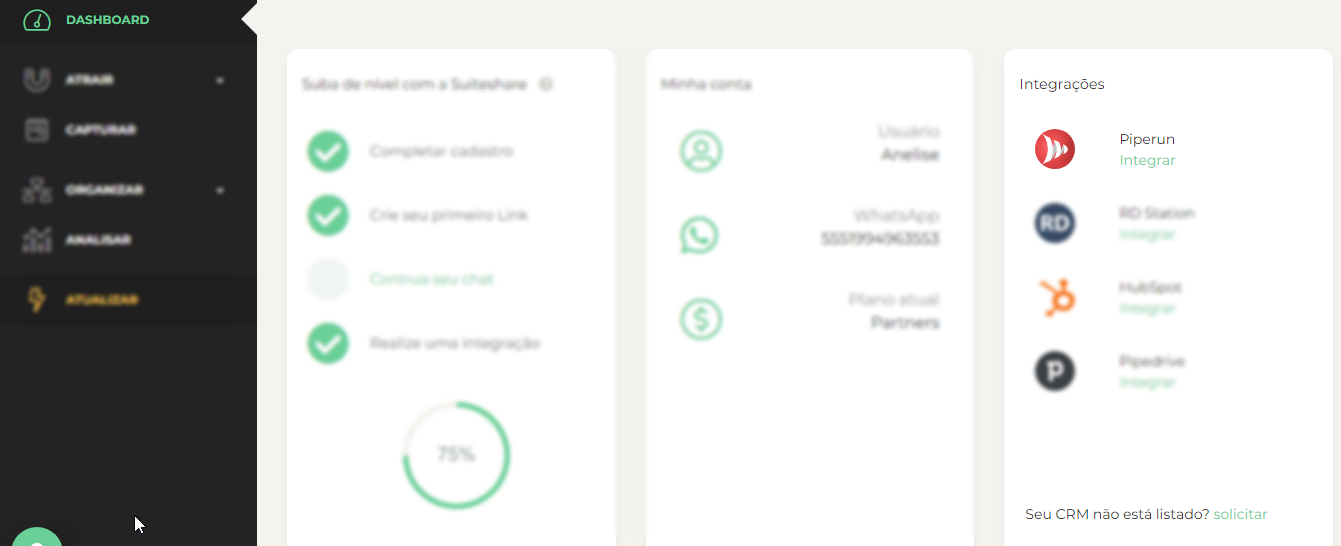 DASHBOARD
ATRAIR
CAPTURAR
ORGANIZAR
ANALISAR
ATUALIZAR
Suba de nível com a Suiteshare
Completar cadastro
Crie seu primeiro Link
Contrua seu chat
Realize uma integração
75%
Minha conta
Usuário
Anelise
WhatsApp
5551994963553
Plano atual
Partners
Integrações
Piperun
Integrar
RD
RD Station
Integrar
HubSpot
Integrar
Pipedrive
Integrar
Seu CRM não está listado? solicitar